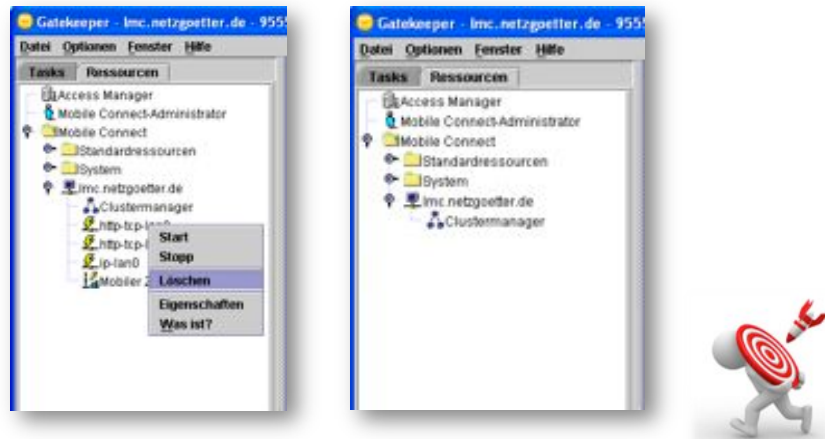 Gatekeeper - lmc.netzgoetter.de - 955
Datei Optionen Fenster Hilfe
Tasks Ressourcen
Access Manager
Mobile Connect-Administrator
Mobile Connect
Standardressourcen
System
lmc.netzgoetter.de
Clustermanager
http-tcp-lan0
http-tcp-l
ip-lan0
Mobiler Z
Start
Stopp
Löschen
Eigenschaften
Was ist?
Gatekeeper - lmc.netzgoetter.de - 955
Datei Optionen Fenster Hilfe
Tasks Ressourcen
Access Manager
Mobile Connect-Administrator
Mobile Connect
Standardressourcen
System
lmc.netzgoetter.de
Clustermanager